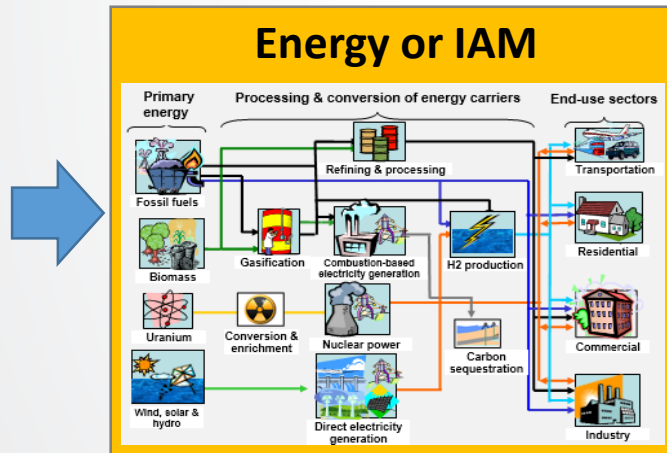 Energy or IAM
Primary
energy
Processing & conversion of energy carriers
End-use sectors
Refining & processing
Transportation
Fossil fuels
Biomass
Gasification
Combustion-based
electricity generation
H2 production
Residential
Uranium
Conversion &
enrichment
Nuclear power
Carbon
sequestration
Commercial
Wind, solar &
hydro
Direct electricity
generation
Industry